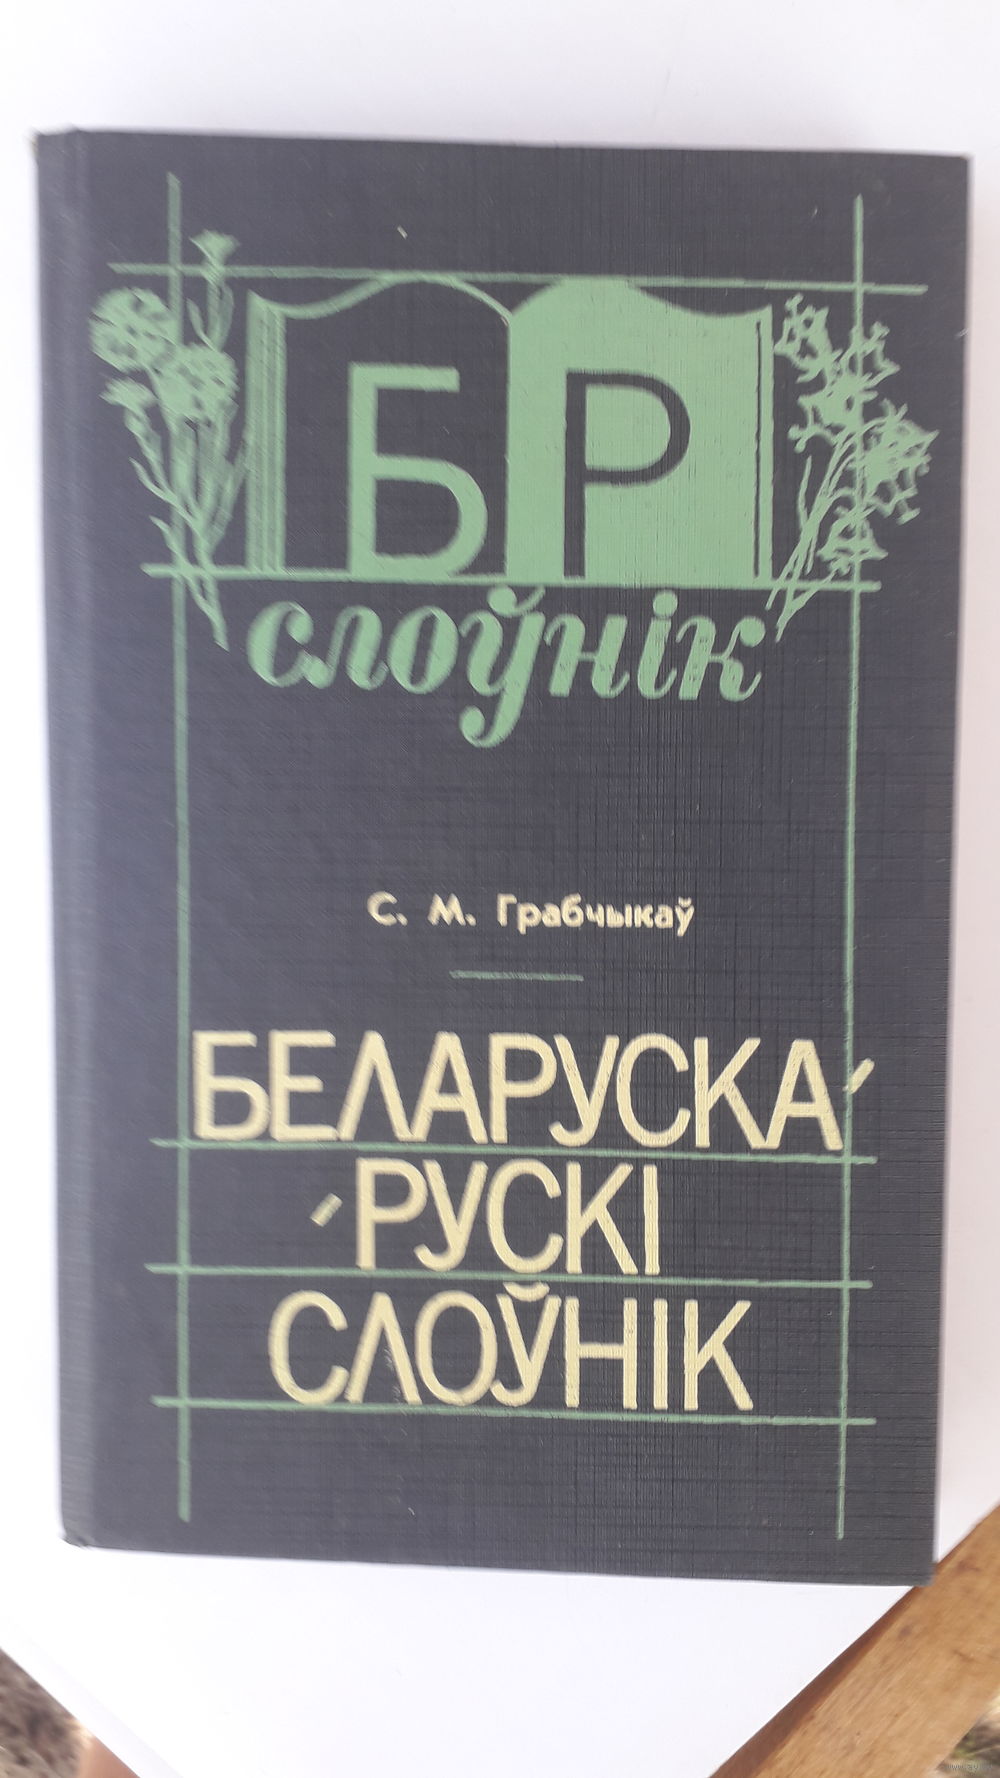 БР
слоўнік
С. М. Грабчыкаў
БЕЛАРУСКА-
-РУСКІ
СЛОЎНІК